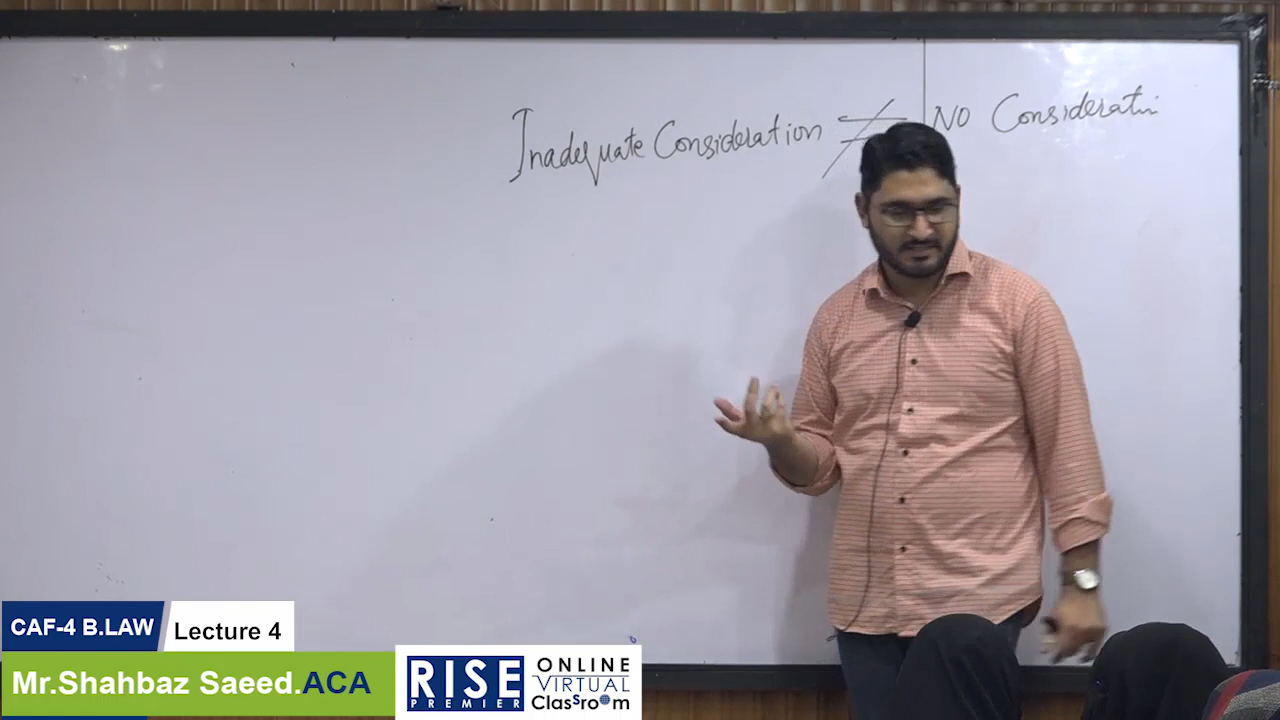 Inadequate Consideration ≠ NO Considerati
CAF-4 B.LAW
Lecture 4
Mr.Shahbaz Saeed.ACA
RISE
PREMIER
ONLINE
VIRTUAL
ClaSsroom